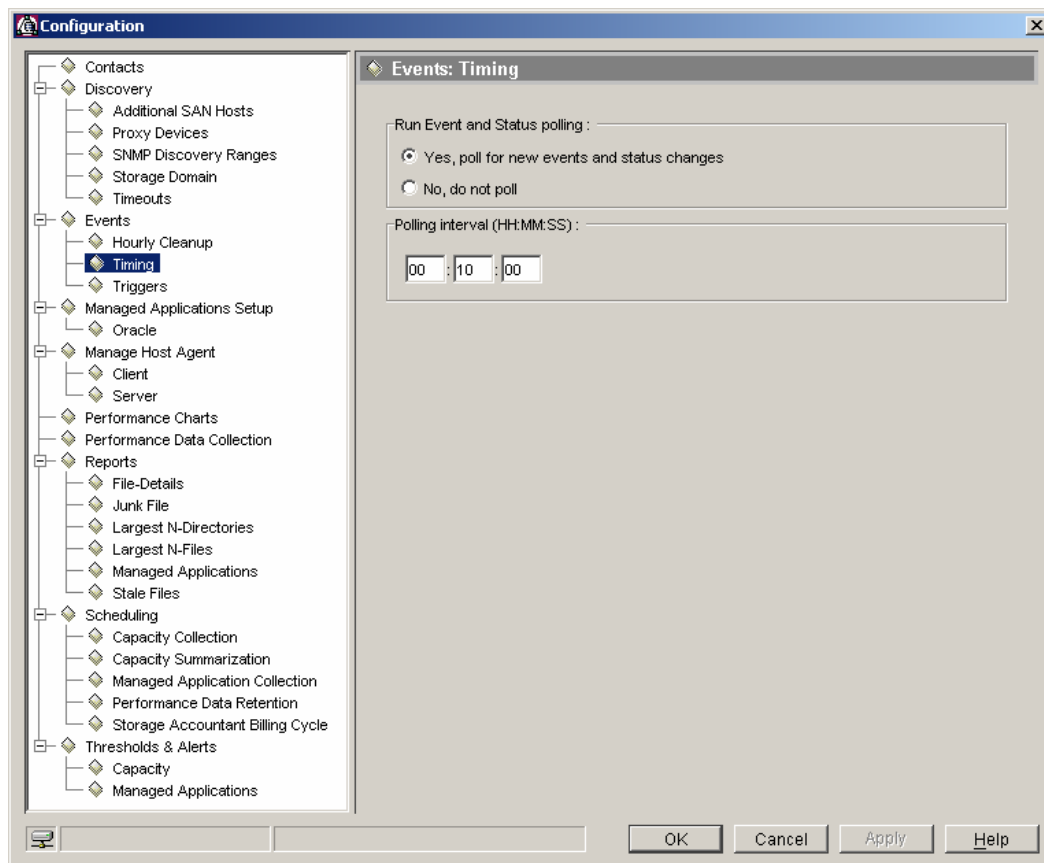 Configuration
Contacts
Discovery
Additional SAN Hosts
Proxy Devices
SNMP Discovery Ranges
Storage Domain
Timeouts
Events
Hourly Cleanup
Timing
Triggers
Managed Applications Setup
Oracle
Manage Host Agent
Client
Server
Performance Charts
Performance Data Collection
Reports
File-Details
Junk File
Largest N-Directories
Largest N-Files
Managed Applications
Stale Files
Scheduling
Capacity Collection
Capacity Summarization
Managed Application Collection
Performance Data Retention
Storage Accountant Billing Cycle
Thresholds & Alerts
Capacity
Managed Applications
Events: Timing
Run Event and Status polling :
Yes, poll for new events and status changes
No, do not poll
Polling interval (HH:MM:SS) :
00 : 10 : 00
OK Cancel Apply Help